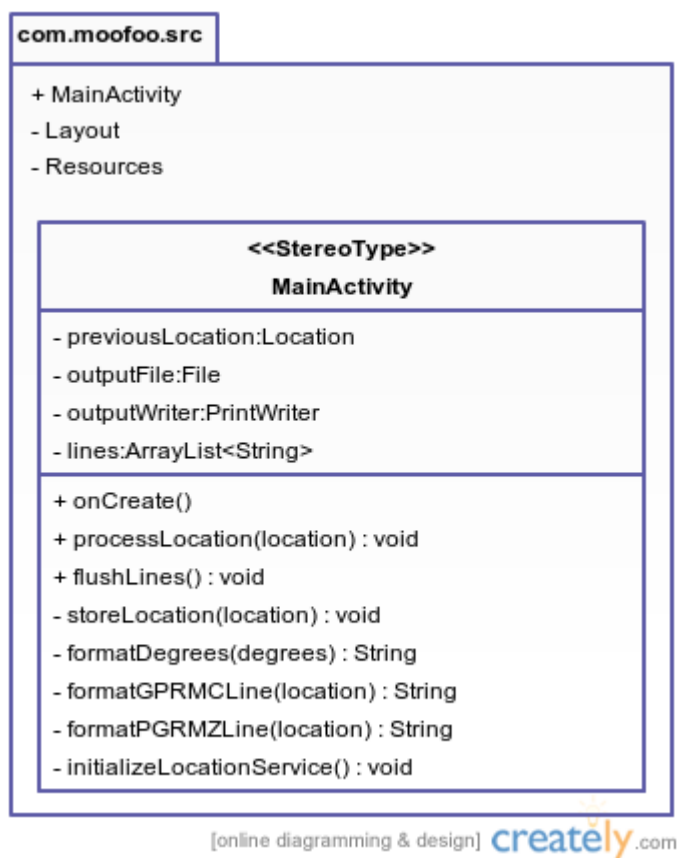 com.moofoo.src
+ MainActivity
- Layout
- Resources
<<StereoType>>
MainActivity
- previousLocation:Location
- outputFile:File
- outputWriter:PrintWriter
- lines:ArrayList<String>
+ onCreate()
+ processLocation(location) : void
+ flushLines() : void
- storeLocation(location) : void
- formatDegrees(degrees) : String
- formatGPRMCLine(location) : String
- formatPGRMZLine(location) : String
- initializeLocationService() : void
[online diagramming & design] creately.com